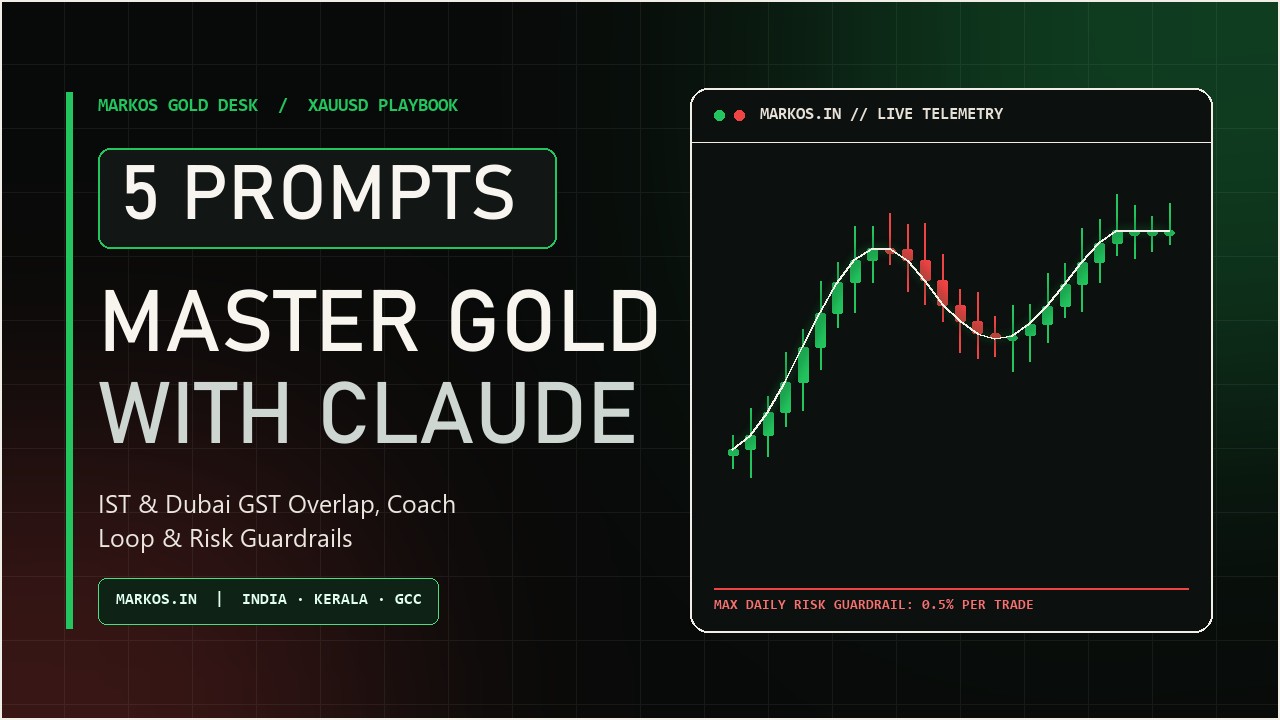 MARKOS GOLD DESK / XAUUSD PLAYBOOK
5 PROMPTS
MASTER GOLD
WITH CLAUDE
IST & Dubai GST Overlap, Coach
Loop & Risk Guardrails
MARKOS.IN | INDIA · KERALA · GCC
MARKOS.IN // LIVE TELEMETRY
MAX DAILY RISK GUARDRAIL: 0.5% PER TRADE